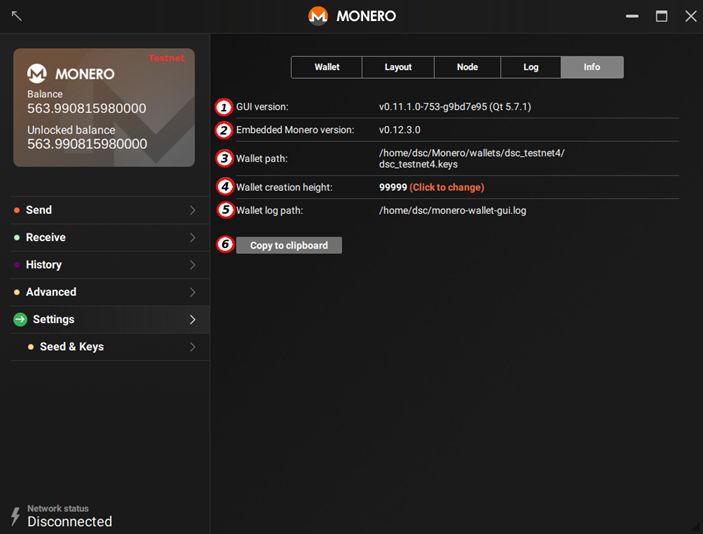 MONERO
Testnet
MONERO
Balance
563.990815980000
Unlocked balance
563.990815980000
Send
Receive
History
Advanced
Settings
Seed & Keys
Network status
Disconnected
Wallet Layout Node Log Info
1 GUI version: v0.11.1.0-753-g9bd7e95 (Qt 5.7.1)
2 Embedded Monero version: v0.12.3.0
3 Wallet path: /home/dsc/Monero/wallets/dsc_testnet4/
dsc_testnet4.keys
4 Wallet creation height: 99999 (Click to change)
5 Wallet log path: /home/dsc/monero-wallet-gui.log
6 Copy to clipboard